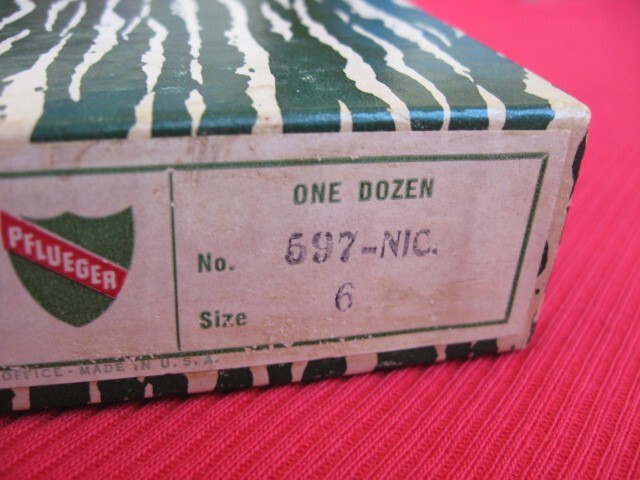 PFLUEGER
ONE DOZEN
No. 597-NIC.
Size 6
OFFICE - MADE IN U.S.A.